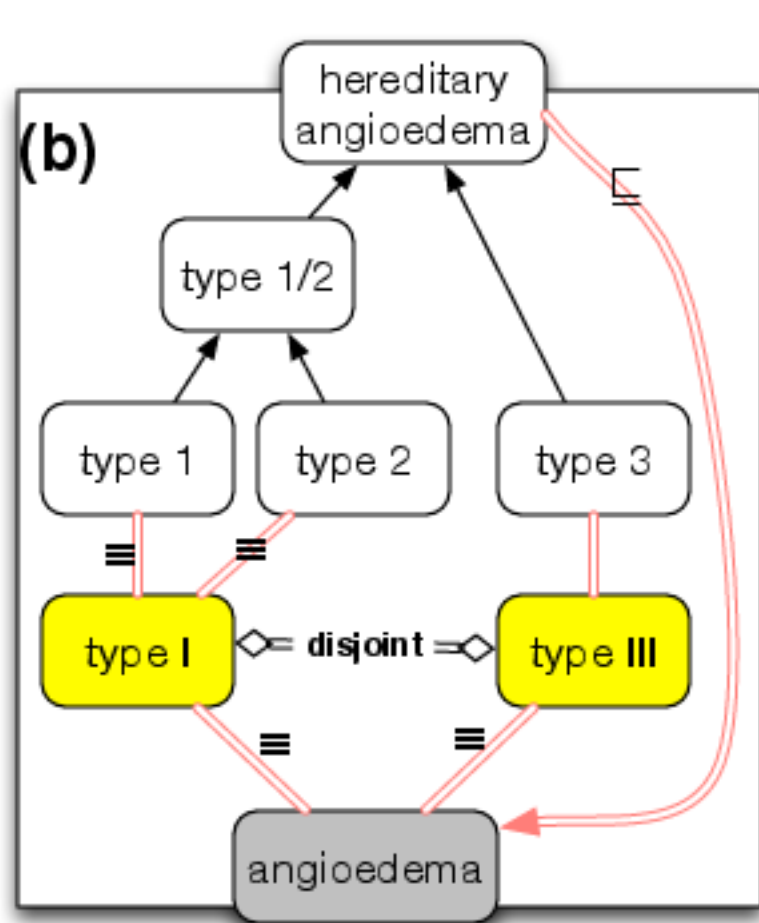 hereditary
angioedema
(b)
⊑
type 1/2
type 1
type 2
type 3
≡
≡
type I
disjoint
type III
≡
≡
angioedema